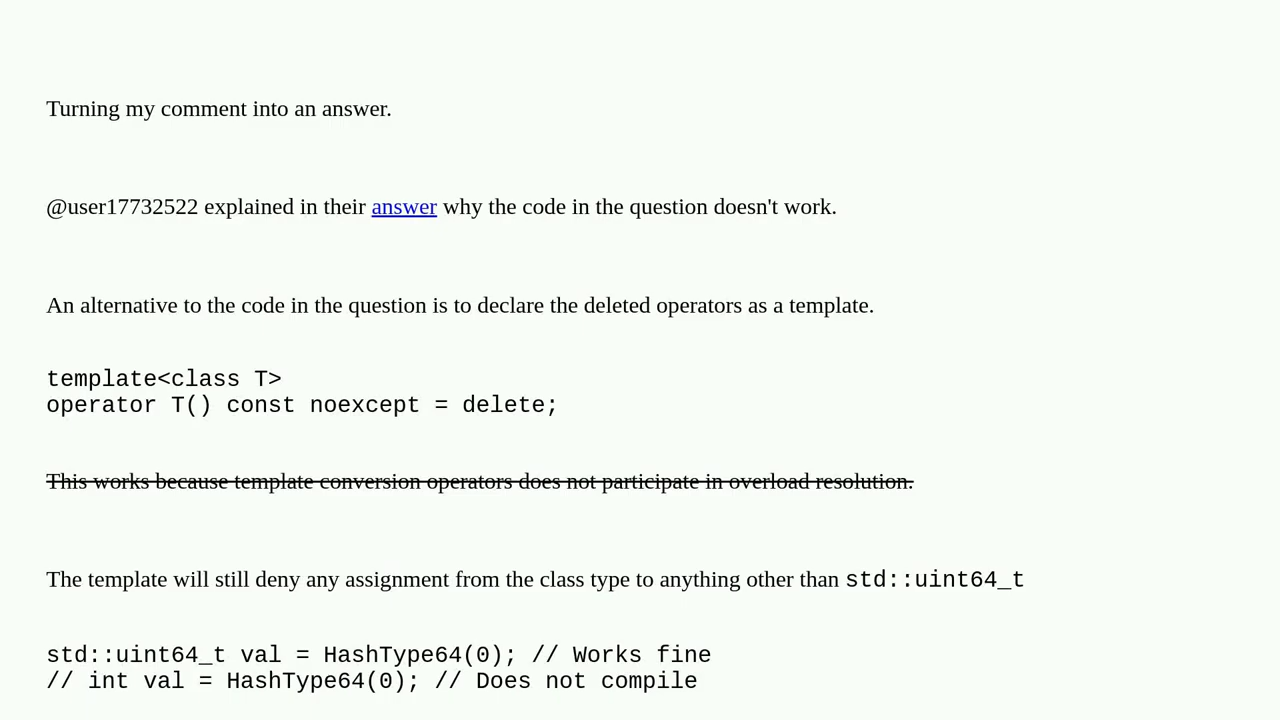 Turning my comment into an answer.
@user17732522 explained in their answer why the code in the question doesn't work.
An alternative to the code in the question is to declare the deleted operators as a template.
template<class T>
operator T() const noexcept = delete;
This works because template conversion operators does not participate in overload resolution.
The template will still deny any assignment from the class type to anything other than std::uint64_t
std::uint64_t val = HashType64(0); // Works fine
// int val = HashType64(0); // Does not compile